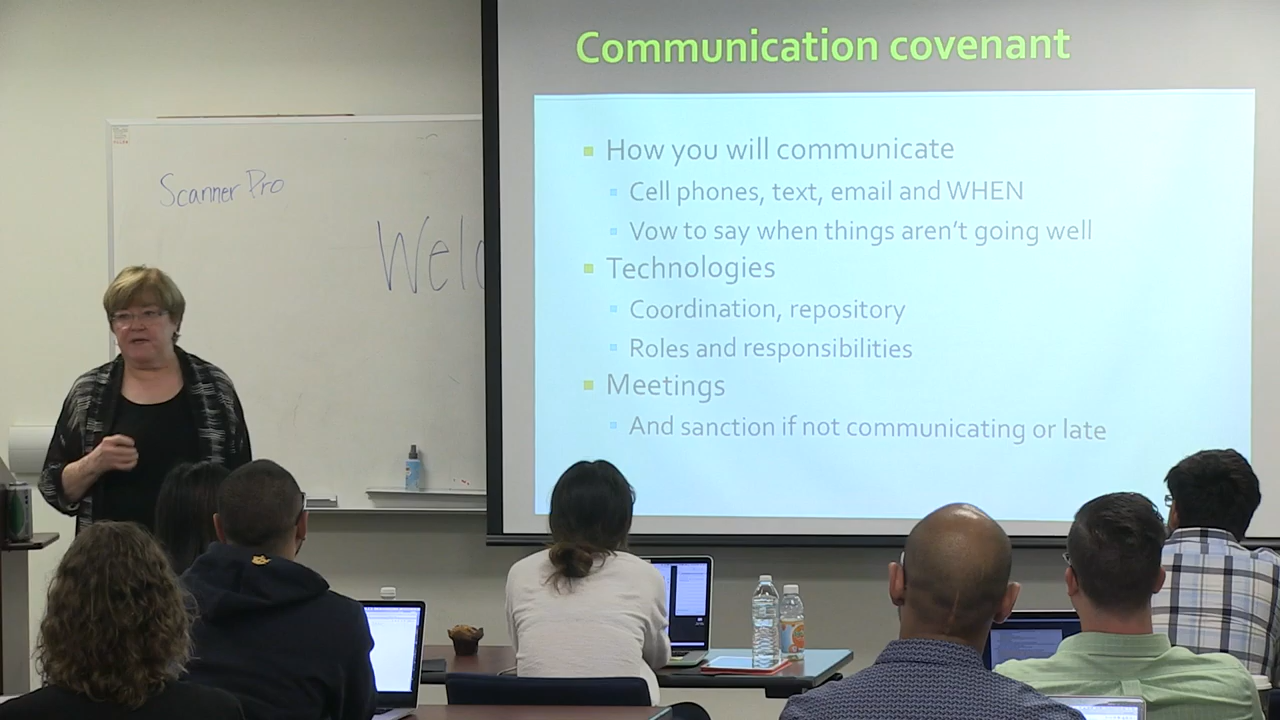 Communication covenant
How you will communicate
Cell phones, text, email and WHEN
Vow to say when things aren't going well
Technologies
Coordination, repository
Roles and responsibilities
Meetings
And sanction if not communicating or late
Scanner Pro
Welc